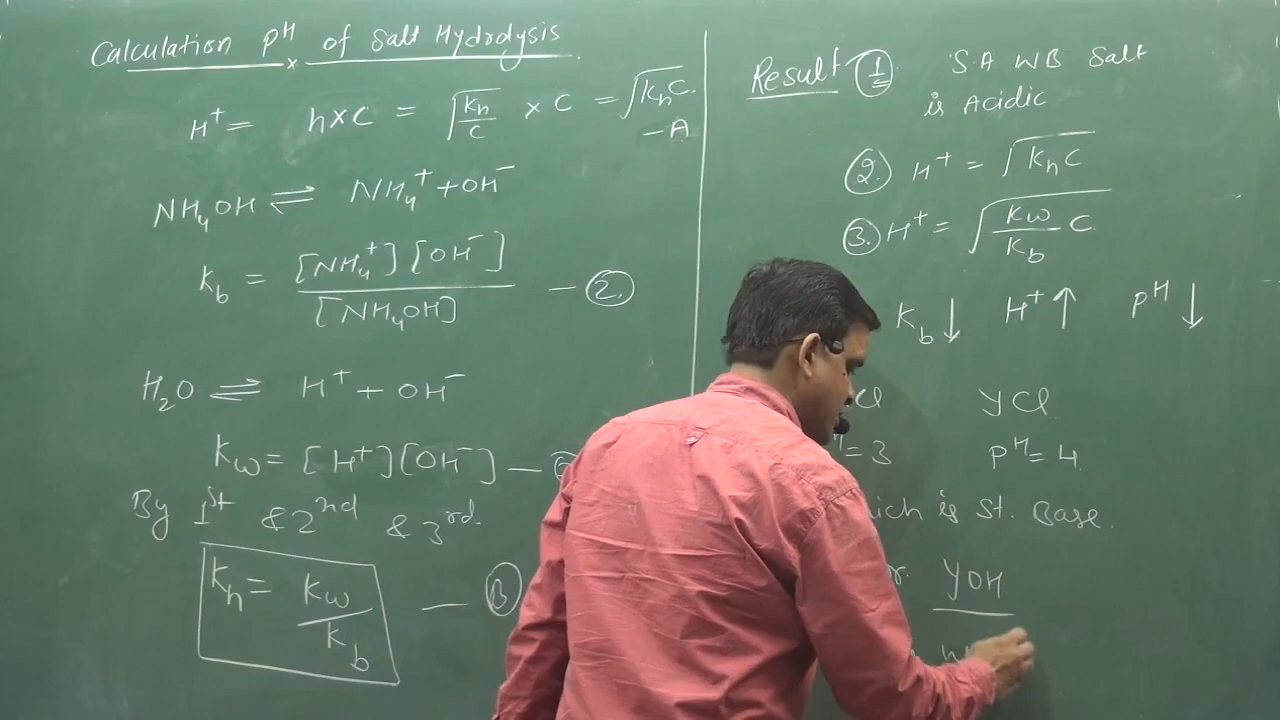 Calculation pH of Salt Hydrolysis
H⁺ = h×C = √(Kh/C) × C = √(KhC) – A
NH₄OH ⇌ NH₄⁺ + OH⁻
Kb = [NH₄⁺][OH⁻] / [NH₄OH] — ②
H₂O ⇌ H⁺ + OH⁻
Kw = [H⁺][OH⁻] —
By 1st & 2nd & 3rd.
Kh = Kw/Kb — Ⓑ
Result ① S.A WB Salt
is Acidic
②. H⁺ = √(KhC)
③. H⁺ = √(Kw/Kb C)
Kb↓ H⁺↑ pH↓
Cl YCl
= 3 pH = 4
is St. Base.
YOH